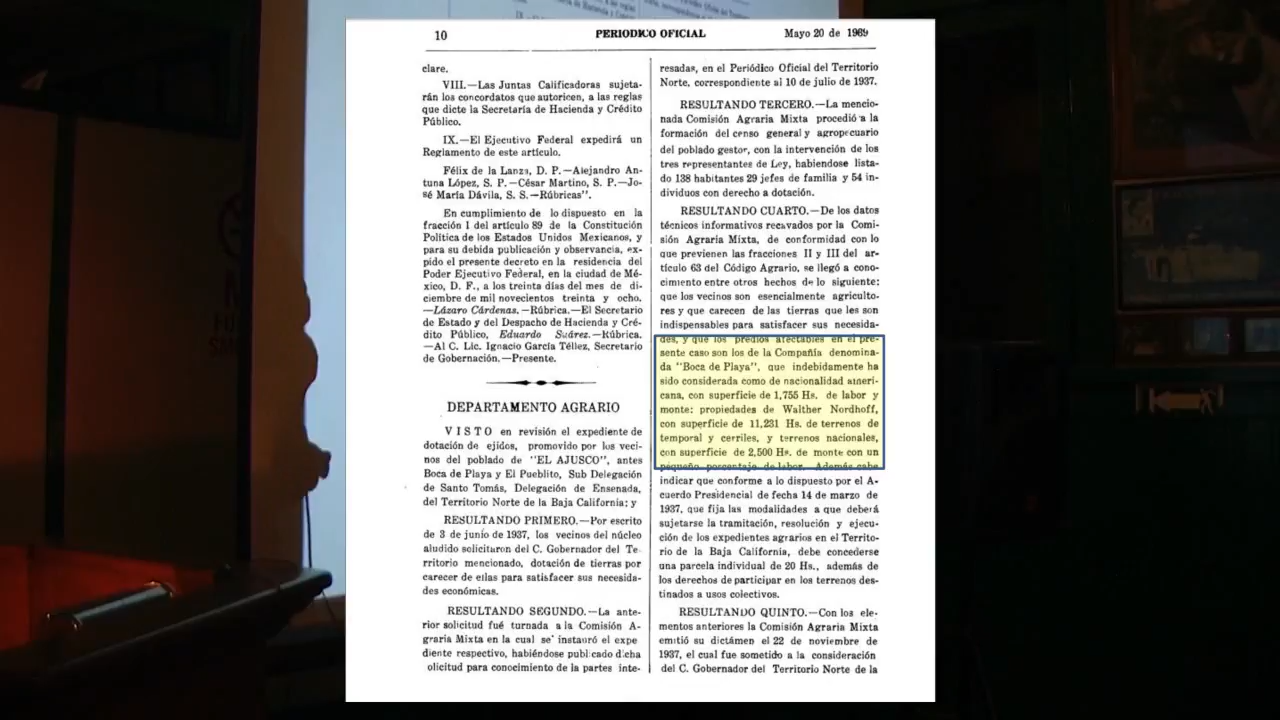 10 PERIODICO OFICIAL Mayo 20 de 1969
clare.
VIII.—Las Juntas Calificadoras sujeta-
rán los concordatos que autoricen, a las reglas
que dicte la Secretaría de Hacienda y Crédito
Público.
IX.—El Ejecutivo Federal expedirá un
Reglamento de este artículo.
Félix de la Lanza, D. P.—Alejandro An-
tuna López, S. P.—César Martino, S. P.—Jo-
sé María Dávila, S. S.—Rúbricas".
En cumplimiento de lo dispuesto en la
fracción I del artículo 89 de la Constitución
Política de los Estados Unidos Mexicanos, y
para su debida publicación y observancia, ex-
pido el presente decreto en la residencia del
Poder Ejecutivo Federal, en la ciudad de Mé-
xico, D. F., a los treinta días del mes de di-
ciembre de mil novecientos treinta y ocho.
—Lázaro Cárdenas.—Rúbrica.—El Secretario
de Estado y del Despacho de Hacienda y Cré-
dito Público, Eduardo Suárez.—Rúbrica.
—Al C. Lic. Ignacio García Téllez, Secretario
de Gobernación.—Presente.
DEPARTAMENTO AGRARIO
VISTO en revisión el expediente de
dotación de ejidos, promovido por los veci-
nos del poblado de "EL AJUSCO", antes
Boca de Playa y El Pueblito, Sub Delegación
de Santo Tomás, Delegación de Ensenada,
del Territorio Norte de la Baja California; y
RESULTANDO PRIMERO.—Por escrito
de 3 de junio de 1937, los vecinos del núcleo
aludido solicitaron del C. Gobernador del Te-
rritorio mencionado, dotación de tierras por
carecer de ellas para satisfacer sus necesida-
des económicas.
RESULTANDO SEGUNDO.—La ante-
rior solicitud fué turnada a la Comisión A-
graria Mixta en la cual se instauró el expe
diente respectivo, habiéndose publicado dicha
olicitud para conocimiento de la partes inte-
resadas, en el Periódico Oficial del Territorio
Norte, correspondiente al 10 de julio de 1937.
RESULTANDO TERCERO.—La mencio-
nada Comisión Agraria Mixta procedió a la
formación del censo general y agropecuario
del poblado gestor, con la intervención de los
tres representantes de Ley, habiendose lista-
do 138 habitantes 29 jefes de familia y 54 in-
dividuos con derecho a dotación.
RESULTANDO CUARTO.—De los datos
técnicos informativos recavados por la Comi-
sión Agraria Mixta, de conformidad con lo
que previenen las fracciones II y III del ar-
tículo 63 del Código Agrario, se llegó a cono-
cimiento entre otros hechos de lo siguiente:
que los vecinos son esencialmente agriculto-
res y que carecen de las tierras que les son
indispensables para satisfacer sus necesida-
des, y que los predios afectables en el pre-
sente caso son los de la Compañía denomina-
da "Boca de Playa", que indebidamente ha
sido considerada como de nacionalidad ameri-
cana, con superficie de 1,755 Hs. de labor y
monte: propiedades de Walther Nordhoff,
con superficie de 11,231 Hs. de terrenos de
temporal y cerriles, y terrenos nacionales,
con superficie de 2,500 Hs. de monte con un
pequeño porcentaje de labor. Además cabe
indicar que conforme a lo dispuesto por el A-
cuerdo Presidencial de fecha 14 de marzo de
1937, que fija las modalidades a que deberá
sujetarse la tramitación, resolución y ejecu-
ción de los expedientes agrarios en el Territo-
rio de la Baja California, debe concederse
una parcela individual de 20 Hs., además de
los derechos de participar en los terrenos des-
tinados a usos colectivos.
RESULTANDO QUINTO.—Con los ele-
mentos anteriores la Comisión Agraria Mixta
emitió su dictámen el 22 de noviembre de
1937, el cual fue sometido a la consideración
del C. Gobernador del Territorio Norte de la